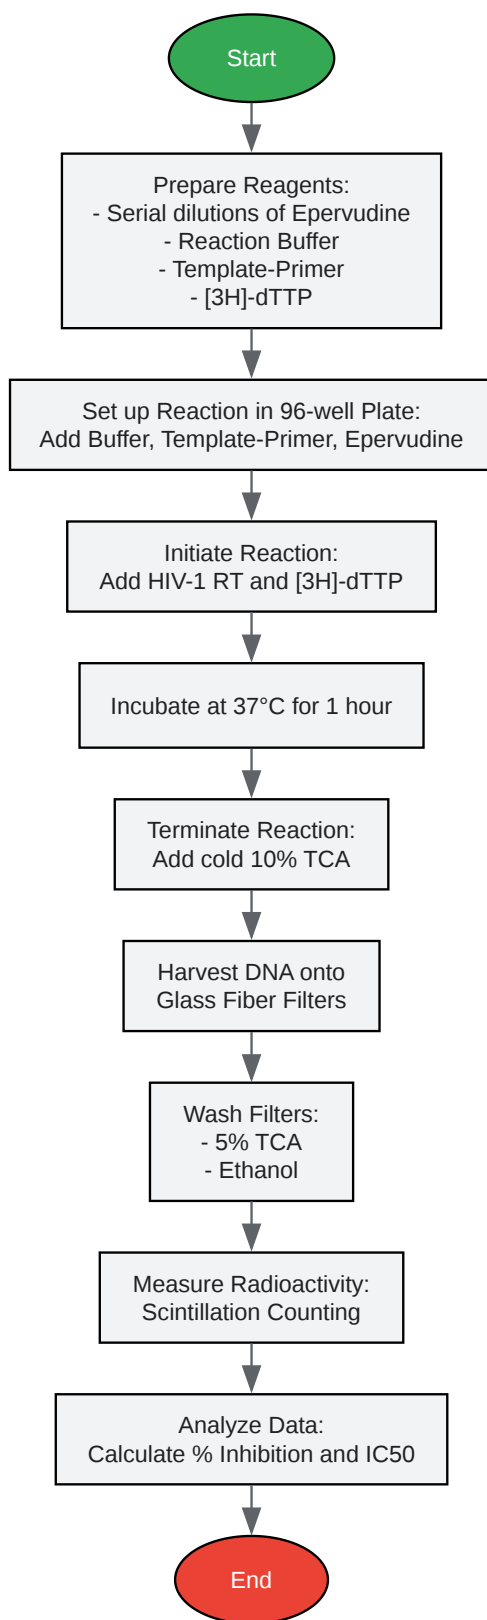 Start
Prepare Reagents:
- Serial dilutions of Epervudine
- Reaction Buffer
- Template-Primer
- [3H]-dTTP
Set up Reaction in 96-well Plate:
Add Buffer, Template-Primer, Epervudine
Initiate Reaction:
Add HIV-1 RT and [3H]-dTTP
Incubate at 37°C for 1 hour
Terminate Reaction:
Add cold 10% TCA
Harvest DNA onto
Glass Fiber Filters
Wash Filters:
- 5% TCA
- Ethanol
Measure Radioactivity:
Scintillation Counting
Analyze Data:
Calculate % Inhibition and IC50
End